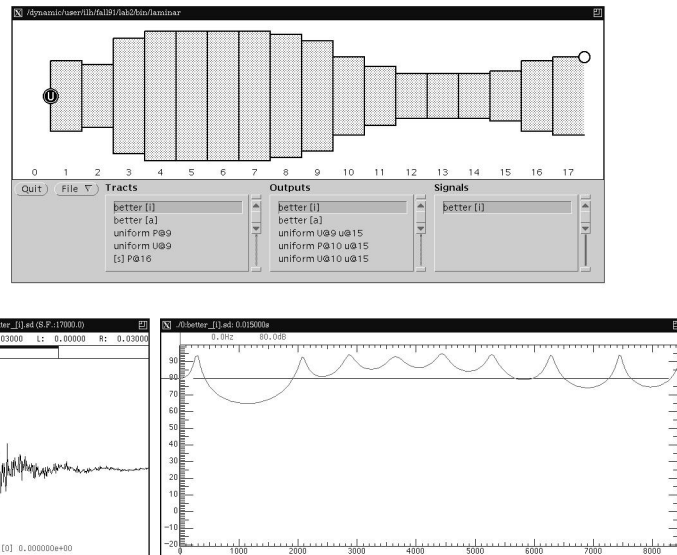 /dynamic/user/ilh/fall91/lab2/bin/laminar
U
0 1 2 3 4 5 6 7 8 9 10 11 12 13 14 15 16 17
Quit File Tracts Outputs Signals
better [i] better [i] better [i]
better [a] better [a]
uniform P@9 uniform U@9 u@15
uniform U@9 uniform P@10 u@15
[s] P@16 uniform U@10 u@15
tter_[i].sd (S.F.:17000.0) ./0:better_[i].sd: 0.015000s
03000 L: 0.00000 R: 0.03000 0.0Hz 80.0dB
90
80
70
60
50
40
30
20
10
0
-10
[0] 0.000000e+00
-20
0 1000 2000 3000 4000 5000 6000 7000 8000